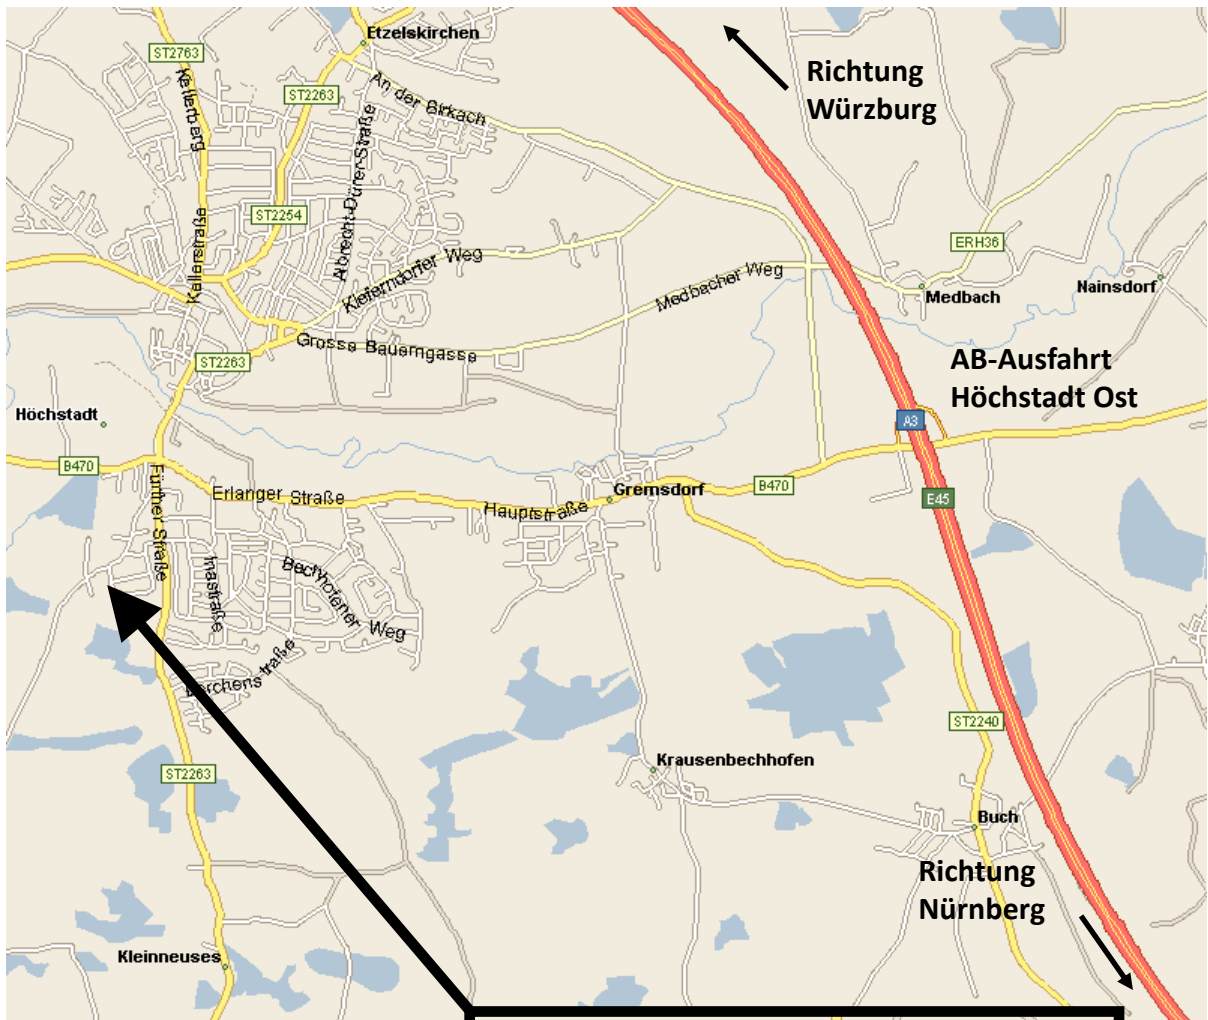 Etzelskirchen
ST2763
Richtung
Würzburg
ST2263
An der Birkach
Kellerberg
Albrecht-Dürer-Straße
ST2254
ERH36
Kellerstraße
Kieferndorfer Weg
Medbacher Weg
Medbach
Nainsdorf
Grosse Bauerngasse
ST2263
AB-Ausfahrt
Höchstadt Ost
Höchstadt
A3
B470
Erlanger Straße
Hauptstraße
Gremsdorf
B470
E45
Fürther Straße
Inastraße
Bechhofener Weg
Lerchenstraße
ST2240
ST2263
Krausenbechhofen
Buch
Richtung
Nürnberg
Kleinneuses